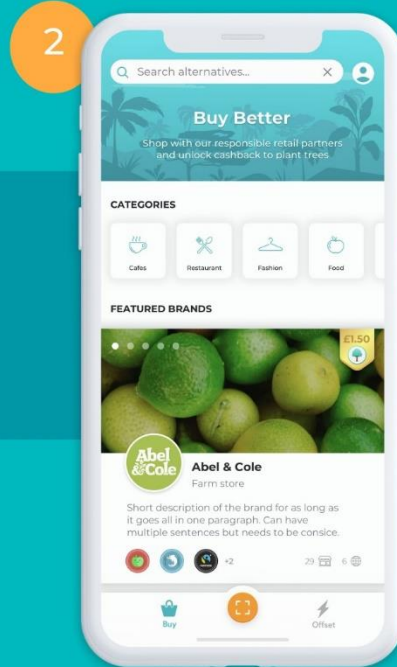 2
Search alternatives...
Buy Better
Shop with our responsible retail partners
and unlock cashback to plant trees
CATEGORIES
Cafes
Restaurant
Fashion
Food
FEATURED BRANDS
£1.50
Abel
&Cole
Abel & Cole
Farm store
Short description of the brand for as long as
it goes all in one paragraph. Can have
multiple sentences but needs to be consice.
+2
29
6
Buy
Offset